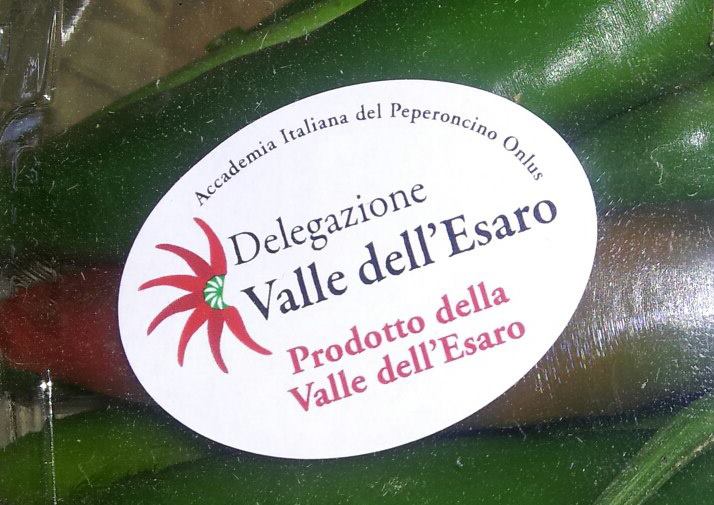 Accademia Italiana del Peperoncino Onlus
Delegazione
Valle dell'Esaro
Prodotto della
Valle dell'Esaro